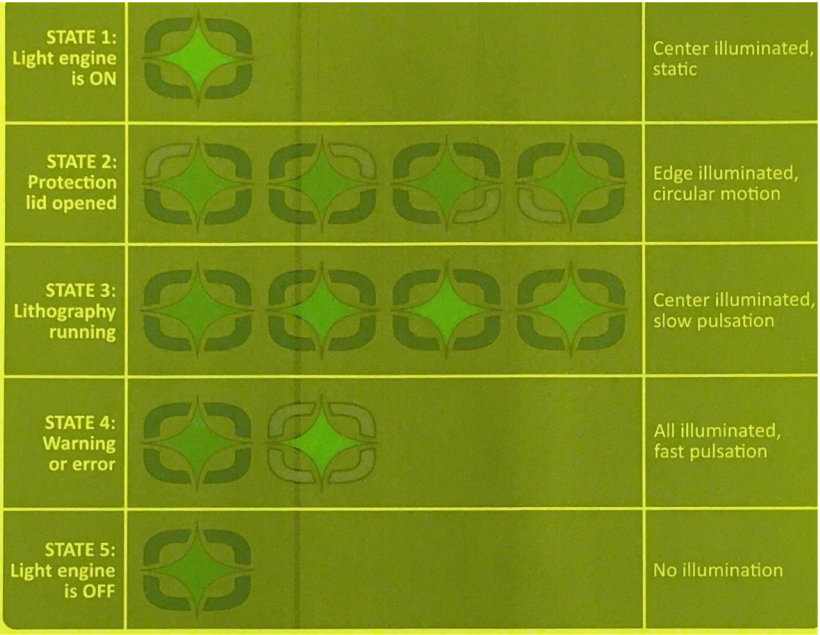 STATE 1:
Light engine
is ON
Center illuminated,
static
STATE 2:
Protection
lid opened
Edge illuminated,
circular motion
STATE 3:
Lithography
running
Center illuminated,
slow pulsation
STATE 4:
Warning
or error
All illuminated,
fast pulsation
STATE 5:
Light engine
is OFF
No illumination